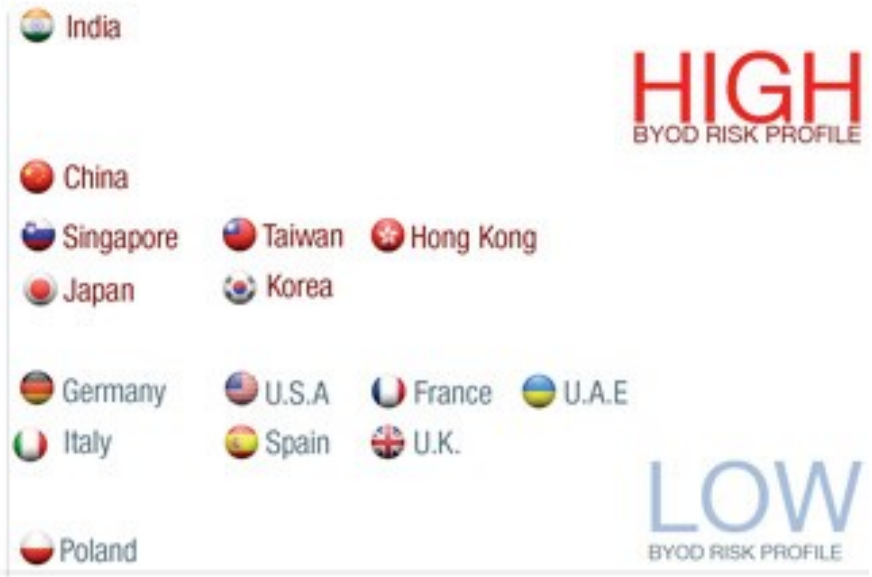 India
HIGH
BYOD RISK PROFILE
China
Singapore Taiwan Hong Kong
Japan Korea
Germany U.S.A France U.A.E
Italy Spain U.K.
LOW
BYOD RISK PROFILE
Poland